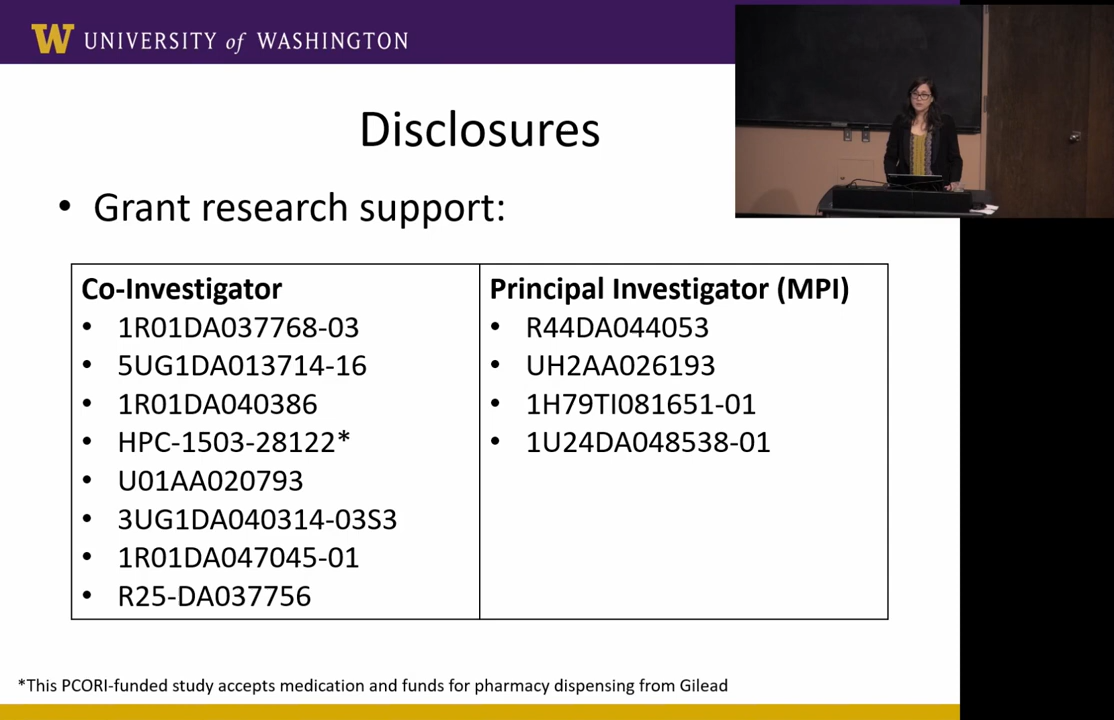 W UNIVERSITY of WASHINGTON
Disclosures
• Grant research support:
Co-Investigator
• 1R01DA037768-03
• 5UG1DA013714-16
• 1R01DA040386
• HPC-1503-28122*
• U01AA020793
• 3UG1DA040314-03S3
• 1R01DA047045-01
• R25-DA037756
Principal Investigator (MPI)
• R44DA044053
• UH2AA026193
• 1H79TI081651-01
• 1U24DA048538-01
*This PCORI-funded study accepts medication and funds for pharmacy dispensing from Gilead